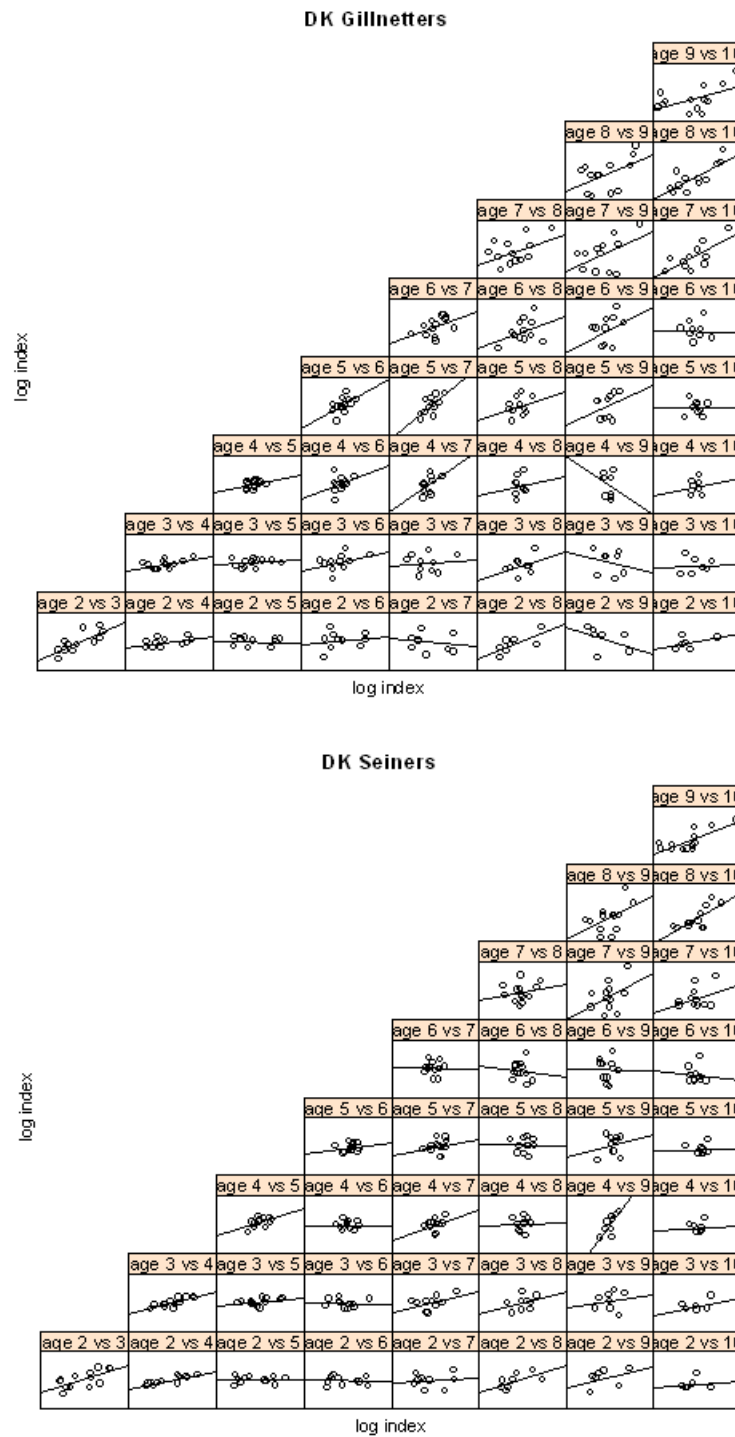 DK Gillnetters
age 9 vs 10
age 8 vs 9 age 8 vs 10
age 7 vs 8 age 7 vs 9 age 7 vs 10
age 6 vs 7 age 6 vs 8 age 6 vs 9 age 6 vs 10
log index
age 5 vs 6 age 5 vs 7 age 5 vs 8 age 5 vs 9 age 5 vs 10
age 4 vs 5 age 4 vs 6 age 4 vs 7 age 4 vs 8 age 4 vs 9 age 4 vs 10
age 3 vs 4 age 3 vs 5 age 3 vs 6 age 3 vs 7 age 3 vs 8 age 3 vs 9 age 3 vs 10
age 2 vs 3 age 2 vs 4 age 2 vs 5 age 2 vs 6 age 2 vs 7 age 2 vs 8 age 2 vs 9 age 2 vs 10
log index
DK Seiners
age 9 vs 10
age 8 vs 9 age 8 vs 10
age 7 vs 8 age 7 vs 9 age 7 vs 10
age 6 vs 7 age 6 vs 8 age 6 vs 9 age 6 vs 10
log index
age 5 vs 6 age 5 vs 7 age 5 vs 8 age 5 vs 9 age 5 vs 10
age 4 vs 5 age 4 vs 6 age 4 vs 7 age 4 vs 8 age 4 vs 9 age 4 vs 10
age 3 vs 4 age 3 vs 5 age 3 vs 6 age 3 vs 7 age 3 vs 8 age 3 vs 9 age 3 vs 10
age 2 vs 3 age 2 vs 4 age 2 vs 5 age 2 vs 6 age 2 vs 7 age 2 vs 8 age 2 vs 9 age 2 vs 10
log index